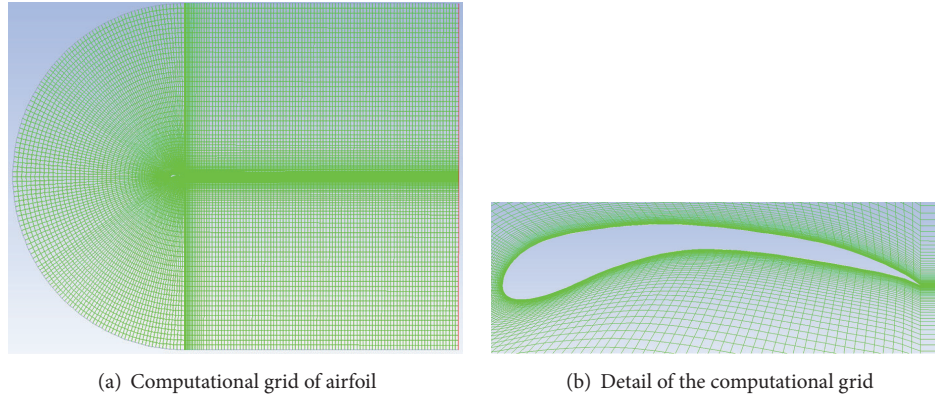 (a) Computational grid of airfoil
(b) Detail of the computational grid